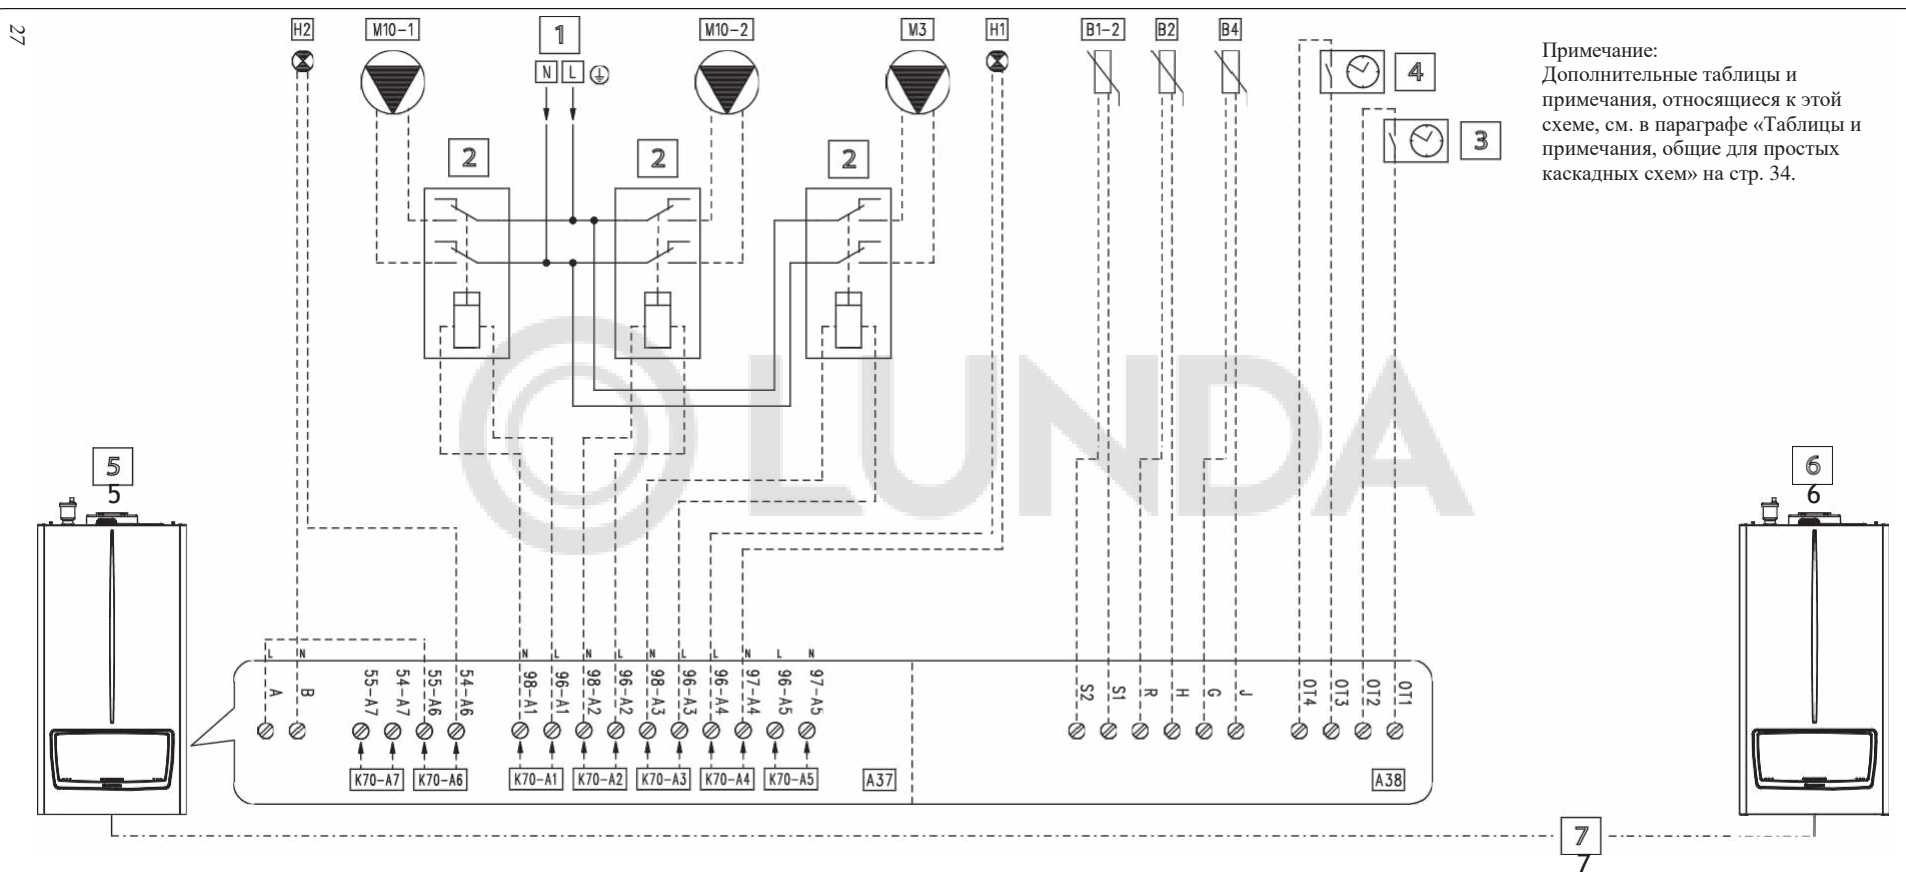 27
H2
M10-1
1
M10-2
M3
H1
B1-2
B2
B4
N L
4
3
Примечание:
Дополнительные таблицы и
примечания, относящиеся к этой
схеме, см. в параграфе «Таблицы и
примечания, общие для простых
каскадных схем» на стр. 34.
2
2
2
LUNDA
5
5
6
6
L N N L N L N L L N L N
A
B
55-A7
54-A7
55-A6
54-A6
98-A1
96-A1
98-A2
96-A2
98-A3
96-A3
96-A4
97-A4
96-A5
97-A5
S2
S1
R
H
G
J
OT4
OT3
OT2
OT1
K70-A7
K70-A6
K70-A1
K70-A2
K70-A3
K70-A4
K70-A5
A37
A38
7
7